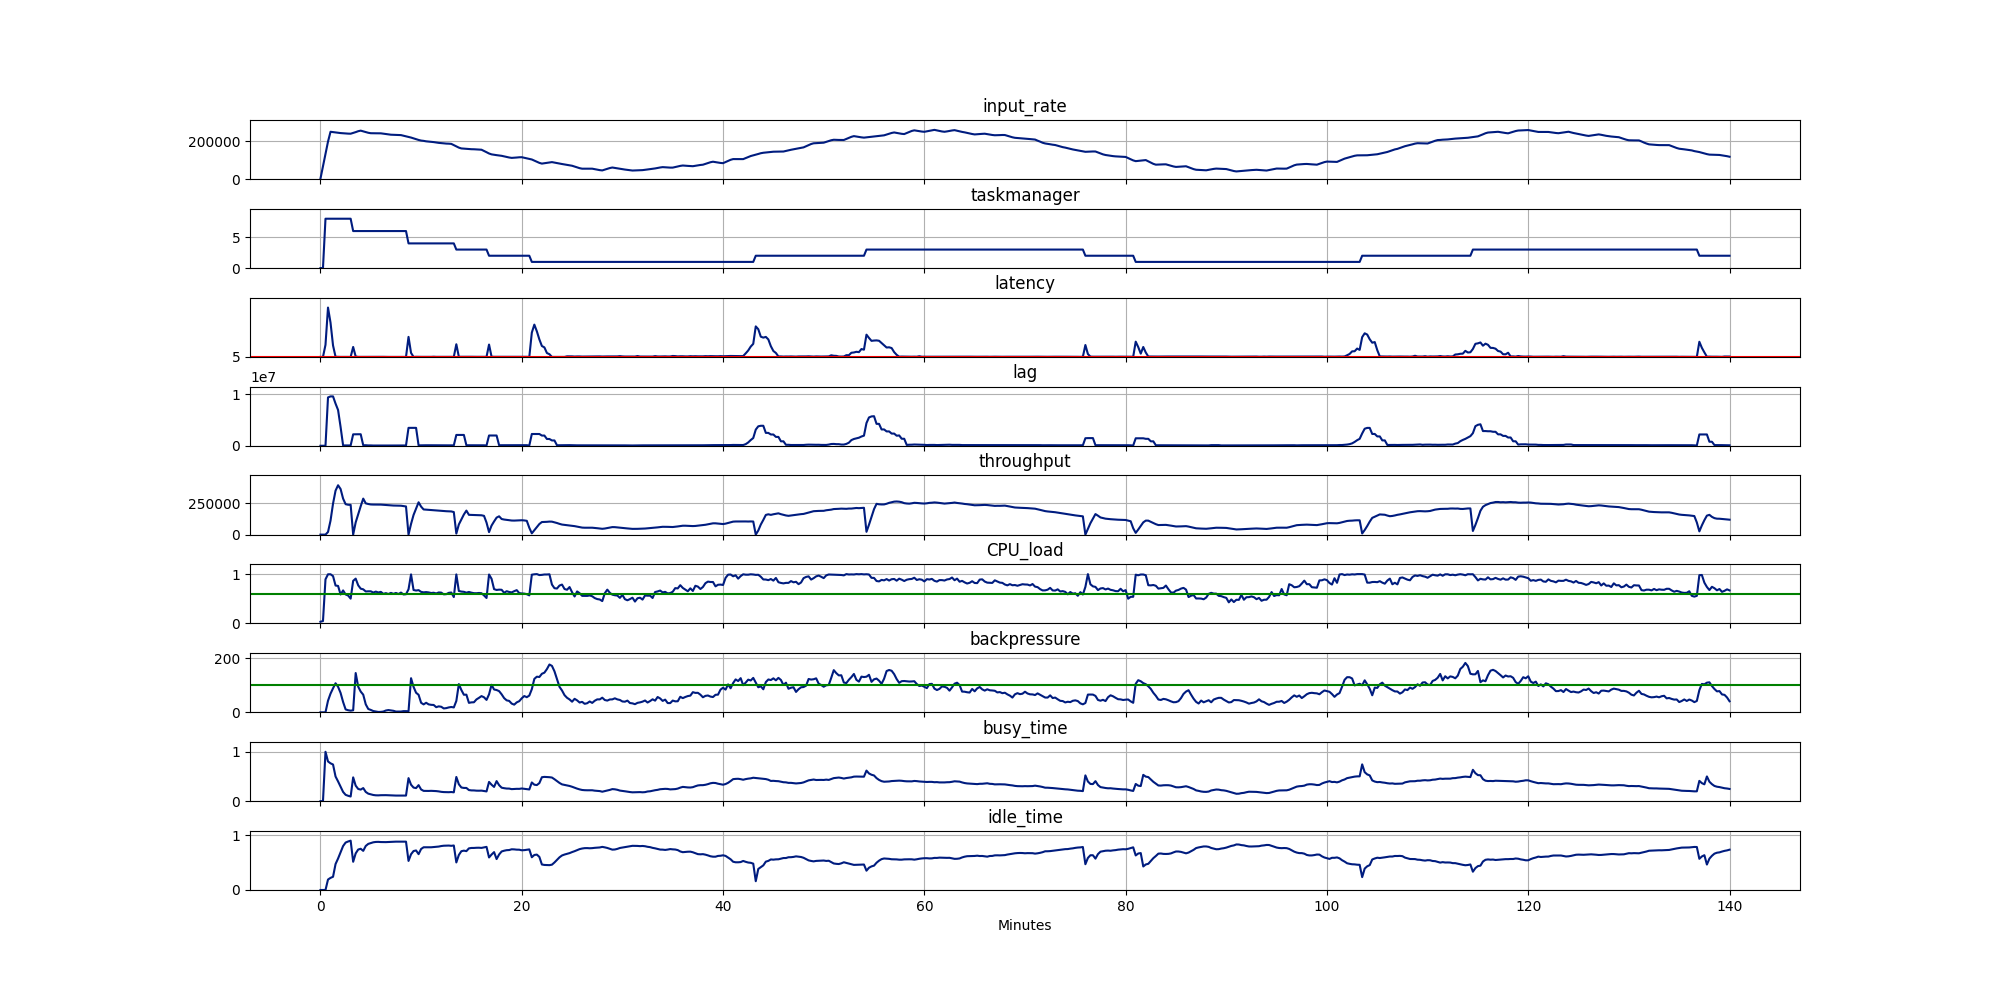 input_rate
200000
0
taskmanager
5
0
latency
5
1e7
lag
1
0
throughput
250000
0
CPU_load
1
0
backpressure
200
100
0
busy_time
1
0
idle_time
1
0
0 20 40 60 80 100 120 140
Minutes